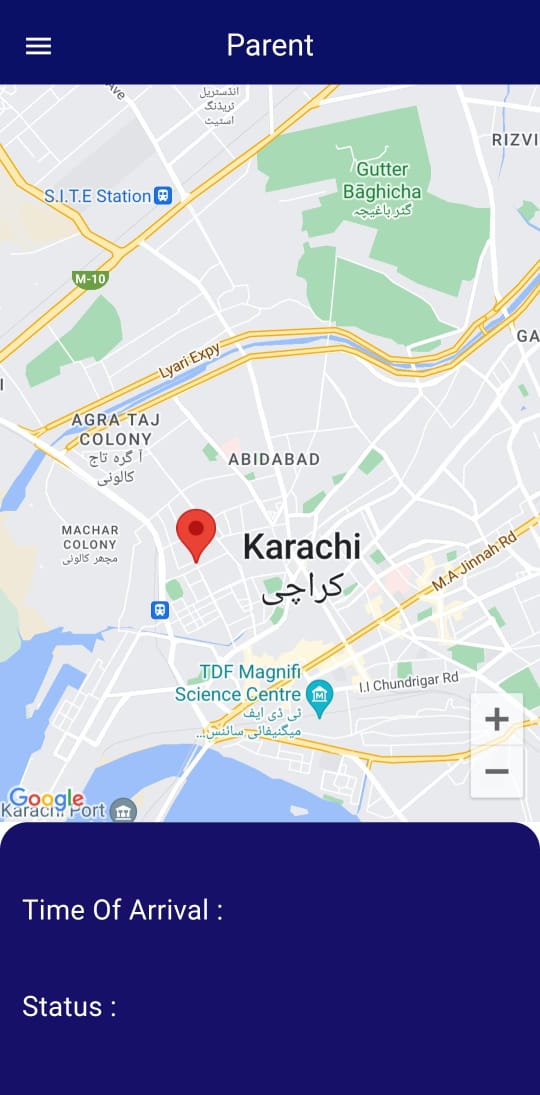 Parent
Ave
انڈسٹریل
ٹریڈنگ
اسٹیٹ
RIZVI
Gutter
Bāghicha
گٹر باغیچہ
S.I.T.E Station
M-10
GA
Lyari Expy
AGRA TAJ
COLONY
آ گرہ تاج
کالونی
ABIDABAD
MACHAR
COLONY
مچھر کالونی
Karachi
کراچی
M.A Jinnah Rd
TDF Magnifi
Science Centre
ٹی ڈی ایف
میگنیفائی سائنس...
I.I Chundrigar Rd
+
−
Google
Karachi Port
Time Of Arrival :
Status :